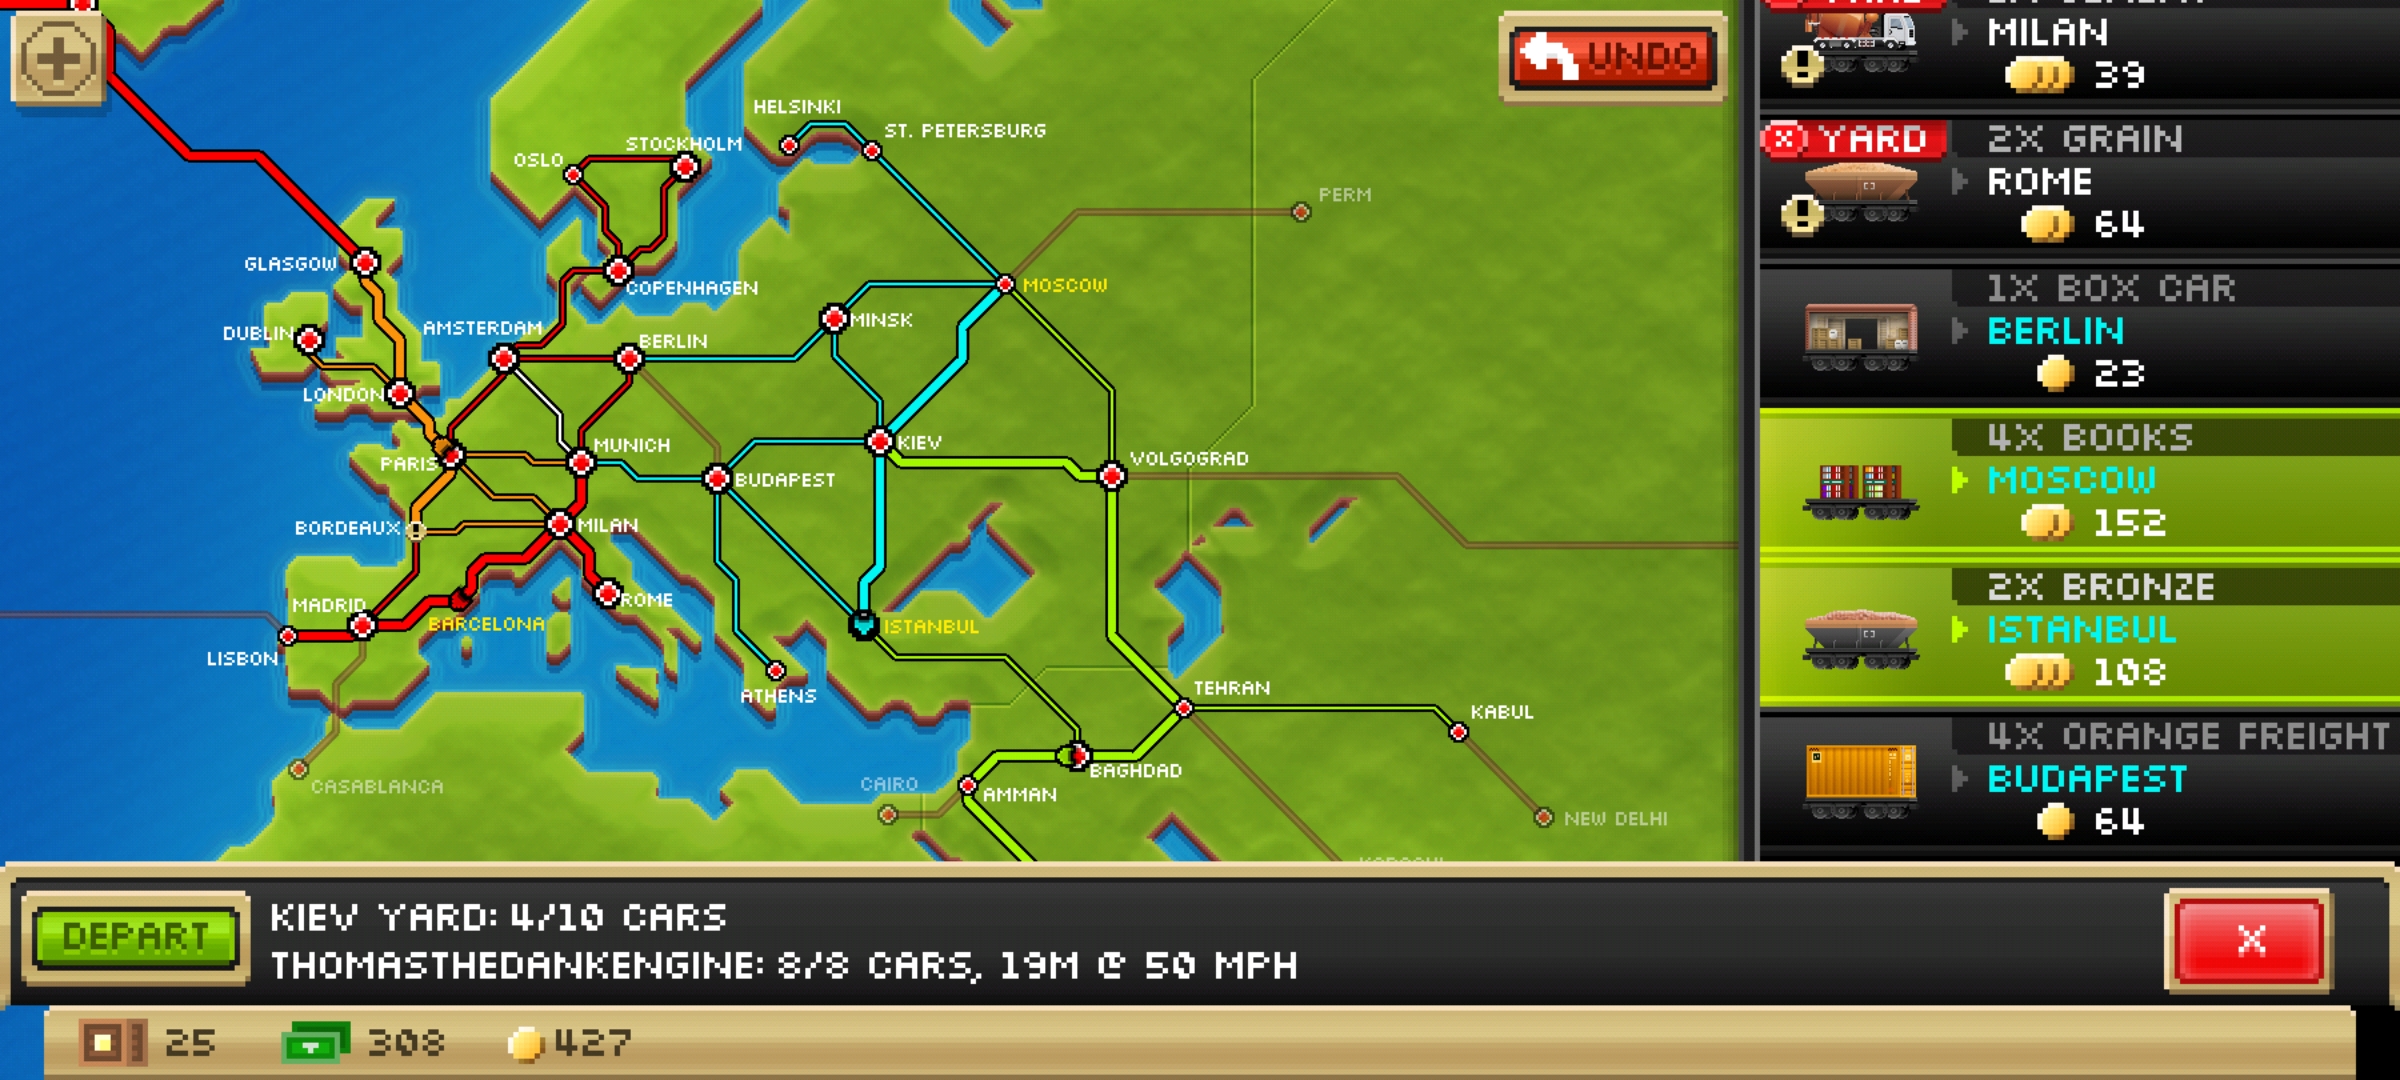 UNDO
HELSINKI
ST. PETERSBURG
STOCKHOLM
OSLO
PERM
GLASGOW
COPENHAGEN
MOSCOW
DUBLIN
AMSTERDAM
BERLIN
MINSK
LONDON
MUNICH
KIEV
PARIS
BUDAPEST
VOLGOGRAD
BORDEAUX
MILAN
MADRID
ROME
BARCELONA
ISTANBUL
LISBON
ATHENS
TEHRAN
KABUL
CASABLANCA
CAIRO
AMMAN
BAGHDAD
NEW DELHI
MILAN
39
YARD
2X GRAIN
ROME
64
1X BOX CAR
BERLIN
23
4X BOOKS
MOSCOW
152
2X BRONZE
ISTANBUL
108
4X ORANGE FREIGHT
BUDAPEST
64
DEPART
KIEV YARD: 4/10 CARS
THOMASTHEDANKENGINE: 8/8 CARS, 19M @ 50 MPH
X
25
308
427